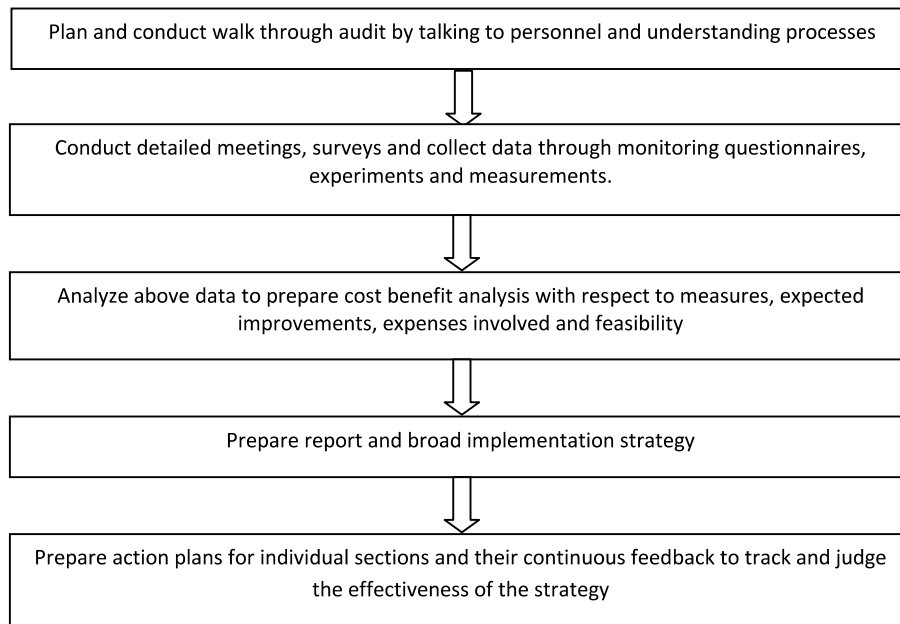 Plan and conduct walk through audit by talking to personnel and understanding processes
Conduct detailed meetings, surveys and collect data through monitoring questionnaires,
experiments and measurements.
Analyze above data to prepare cost benefit analysis with respect to measures, expected
improvements, expenses involved and feasibility
Prepare report and broad implementation strategy
Prepare action plans for individual sections and their continuous feedback to track and judge
the effectiveness of the strategy